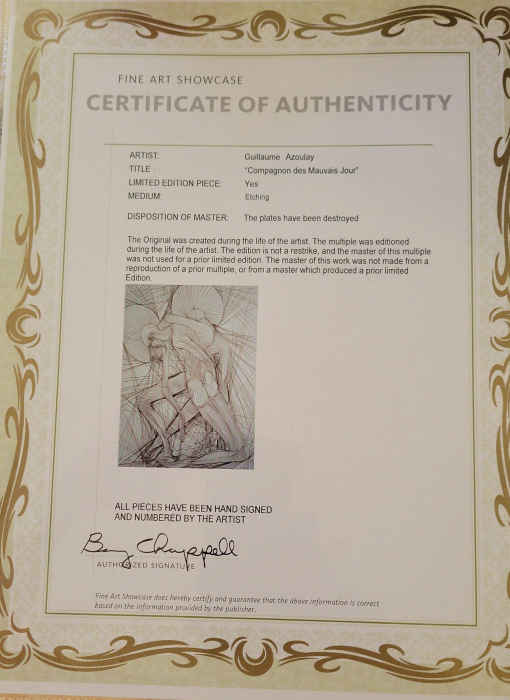 FINE ART SHOWCASE
CERTIFICATE OF AUTHENTICITY
ARTIST: Guillaume Azoulay
TITLE : "Compagnon des Mauvais Jour"
LIMITED EDITION PIECE: Yes
MEDIUM: Etching
DISPOSITION OF MASTER: The plates have been destroyed
The Original was created during the life of the artist. The multiple was editioned
during the life of the artist. The edition is not a restrike, and the master of this multiple
was not used for a prior limited edition. The master of this work was not made from a
reproduction of a prior multiple, or from a master which produced a prior limited
Edition.
ALL PIECES HAVE BEEN HAND SIGNED
AND NUMBERED BY THE ARTIST
Chappell
AUTHORIZED SIGNATURE
Fine Art Showcase does hereby certify and guarantee that the above information is correct
based on the information provided by the publisher.